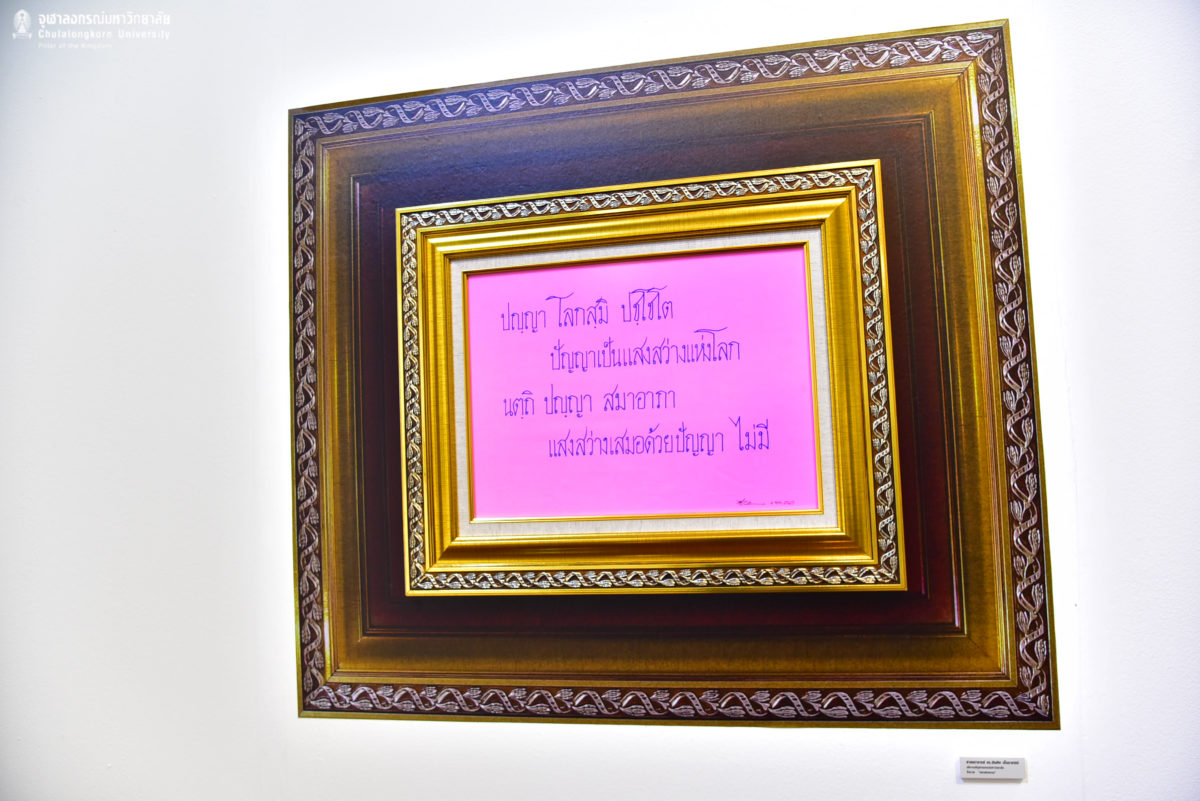 จุฬาลงกรณ์มหาวิทยาลัย
Chulalongkorn University
Pillar of the Kingdom
ปญฺญา โลกสฺมิ ปชฺโชโต
ปัญญาเป็นแสงสว่างแห่งโลก
นตฺถิ ปญฺญา สมาอาภา
แสงสว่างเสมอด้วยปัญญา ไม่มี